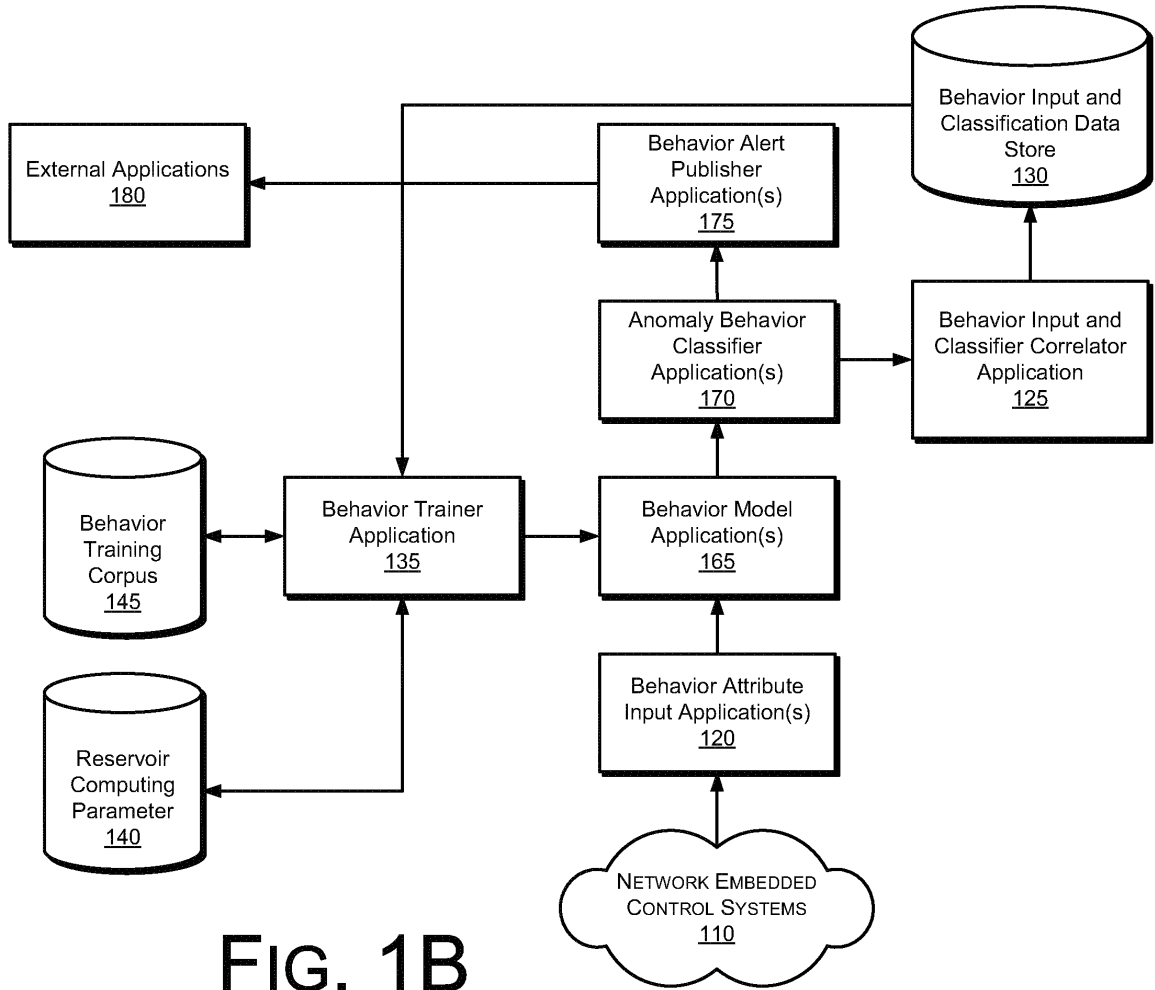 Behavior Input and
Classification Data
Store
130
External Applications
180
Behavior Alert
Publisher
Application(s)
175
Anomaly Behavior
Classifier
Application(s)
170
Behavior Input and
Classifier Correlator
Application
125
Behavior
Training
Corpus
145
Behavior Trainer
Application
135
Behavior Model
Application(s)
165
Reservoir
Computing
Parameter
140
Behavior Attribute
Input Application(s)
120
NETWORK EMBEDDED
CONTROL SYSTEMS
110
FIG. 1B